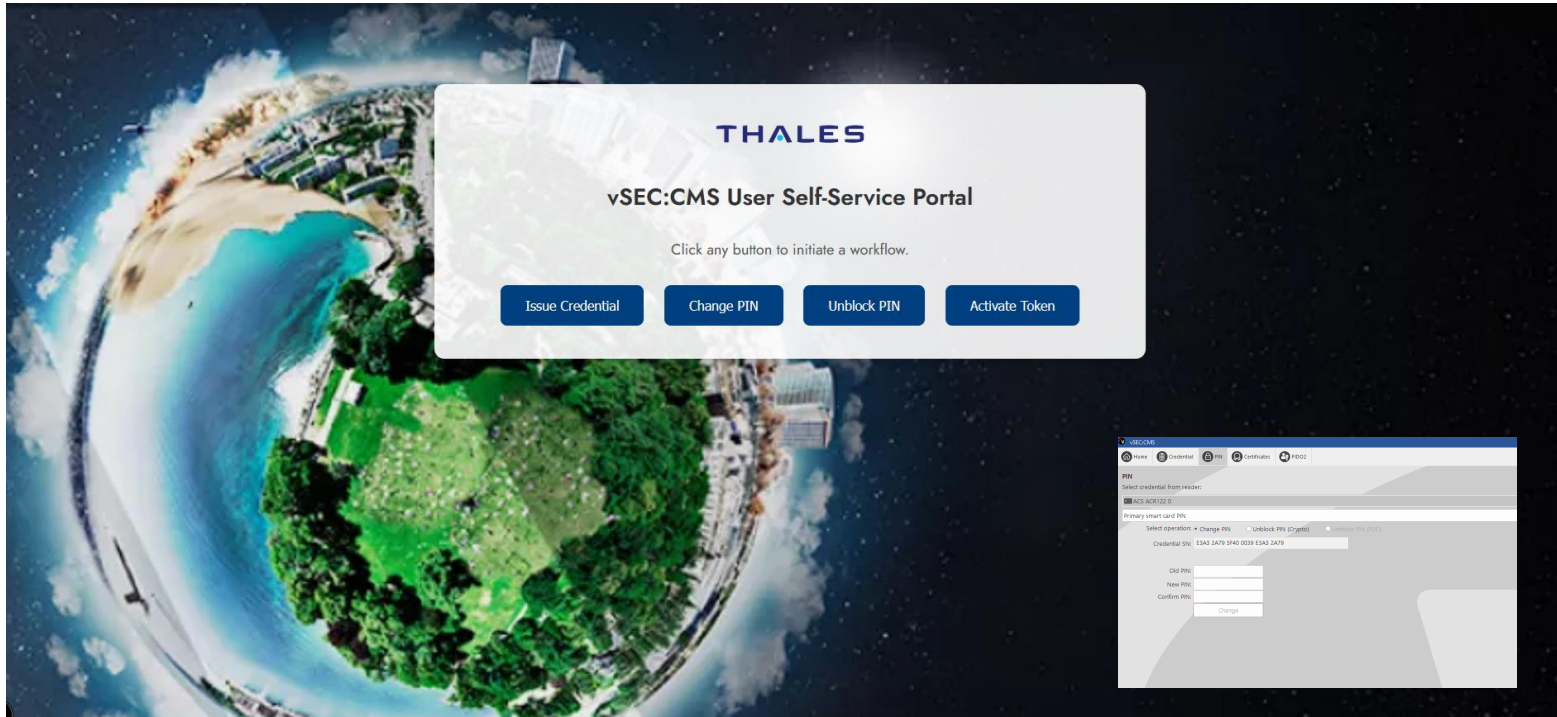 THALES
vSEC:CMS User Self-Service Portal
Click any button to initiate a workflow.
Issue Credential Change PIN Unblock PIN Activate Token
vSEC:CMS
Home Credential PIN Certificates FIDO2
PIN
Select credential from reader:
ACS ACR122 0
Primary smart card PIN
Select operation: Change PIN Unblock PIN (Crypto) Unblock PIN (PUK)
Credential SN: E3A3 2A79 5F40 0039 E3A3 2A79
Old PIN:
New PIN:
Confirm PIN:
Change